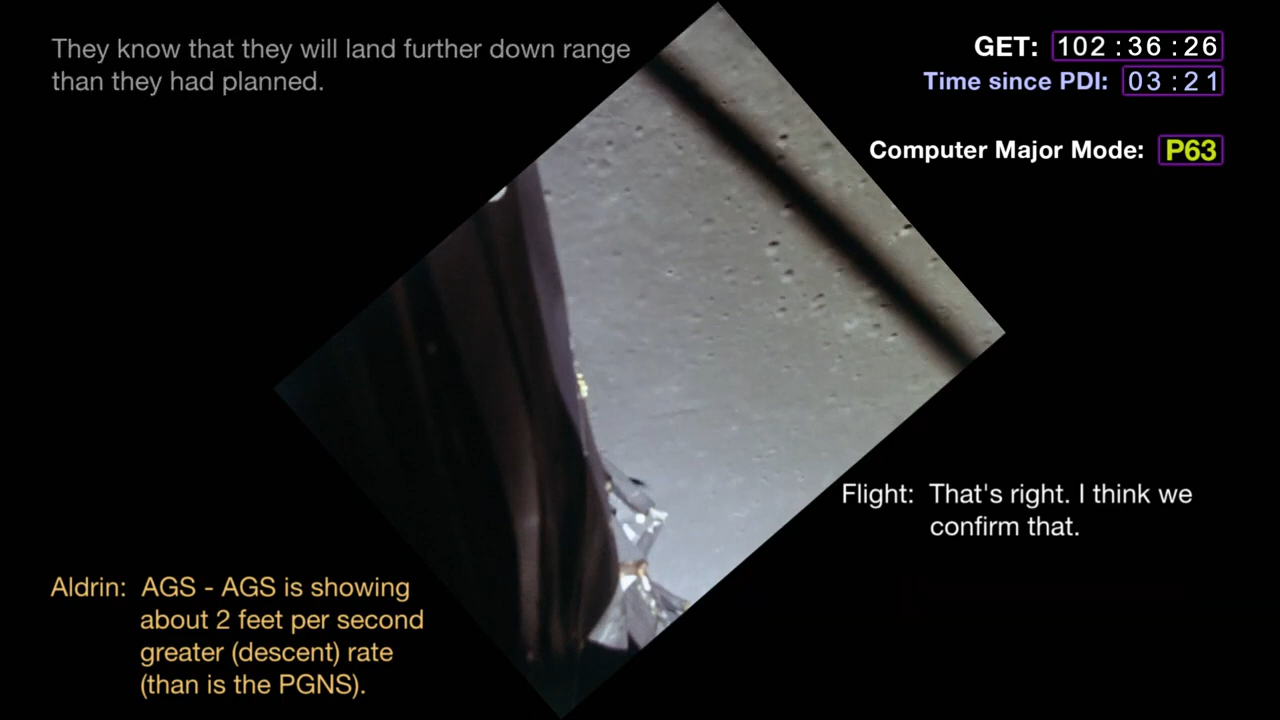 They know that they will land further down range
than they had planned.
GET: 102:36:26
Time since PDI: 03:21
Computer Major Mode: P63
Flight: That's right. I think we
confirm that.
Aldrin: AGS - AGS is showing
about 2 feet per second
greater (descent) rate
(than is the PGNS).